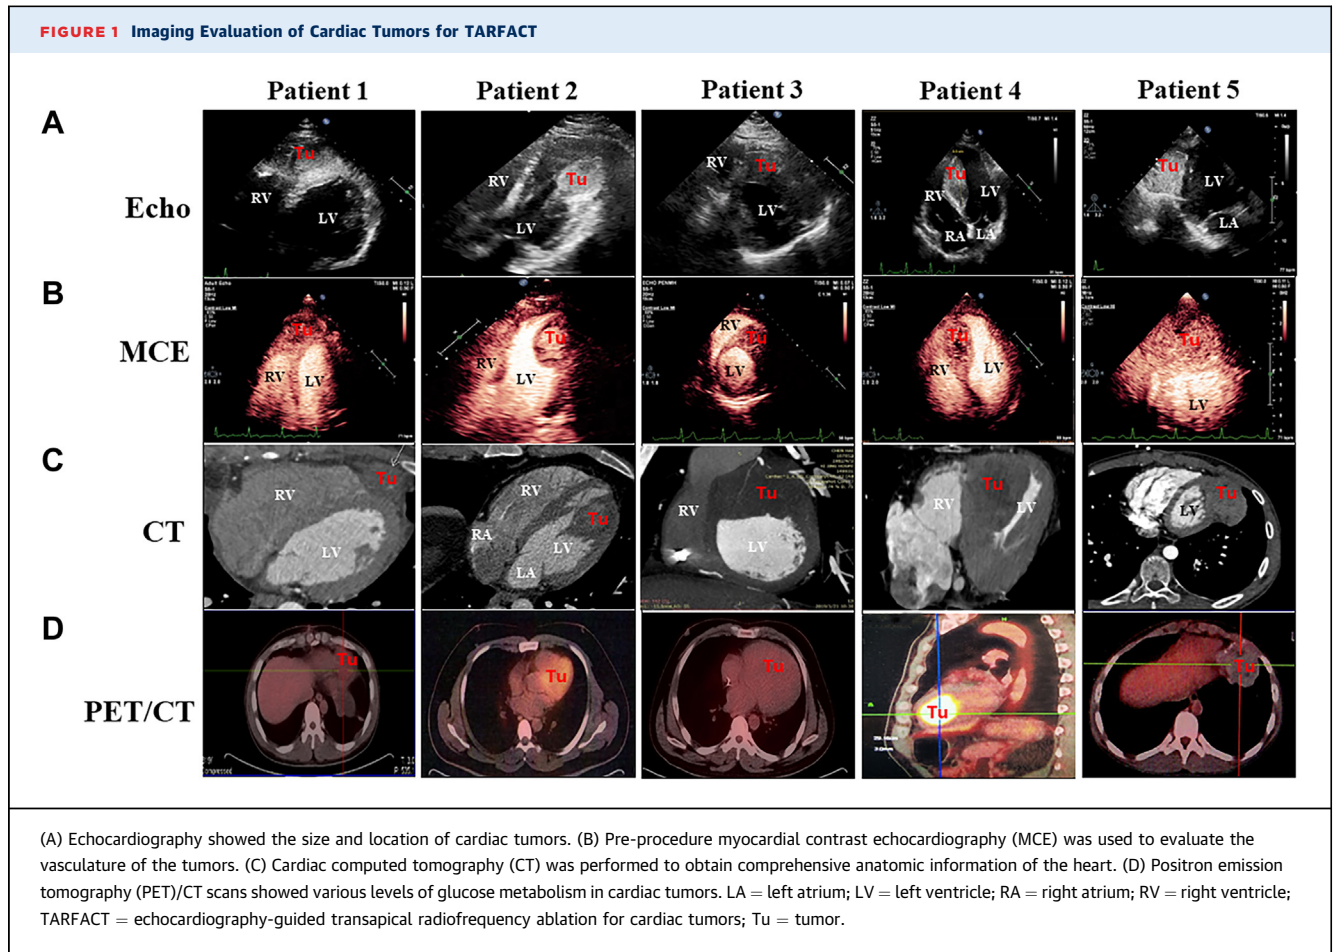 FIGURE 1 Imaging Evaluation of Cardiac Tumors for TARFACT
Patient 1 Patient 2 Patient 3 Patient 4 Patient 5
A
Echo
Tu RV LV
RV Tu LV
RV Tu LV
Tu RV LV RA LA
Tu LV LA
B
MCE
Tu RV LV
Tu RV LV
RV Tu LV
Tu RV LV
Tu LV
C
CT
Tu RV LV
RV Tu RA LV LA
Tu RV LV
Tu RV LV
Tu LV
D
PET/CT
Tu
Tu
Tu
Tu
Tu
(A) Echocardiography showed the size and location of cardiac tumors. (B) Pre-procedure myocardial contrast echocardiography (MCE) was used to evaluate the
vasculature of the tumors. (C) Cardiac computed tomography (CT) was performed to obtain comprehensive anatomic information of the heart. (D) Positron emission
tomography (PET)/CT scans showed various levels of glucose metabolism in cardiac tumors. LA = left atrium; LV = left ventricle; RA = right atrium; RV = right ventricle;
TARFACT = echocardiography-guided transapical radiofrequency ablation for cardiac tumors; Tu = tumor.